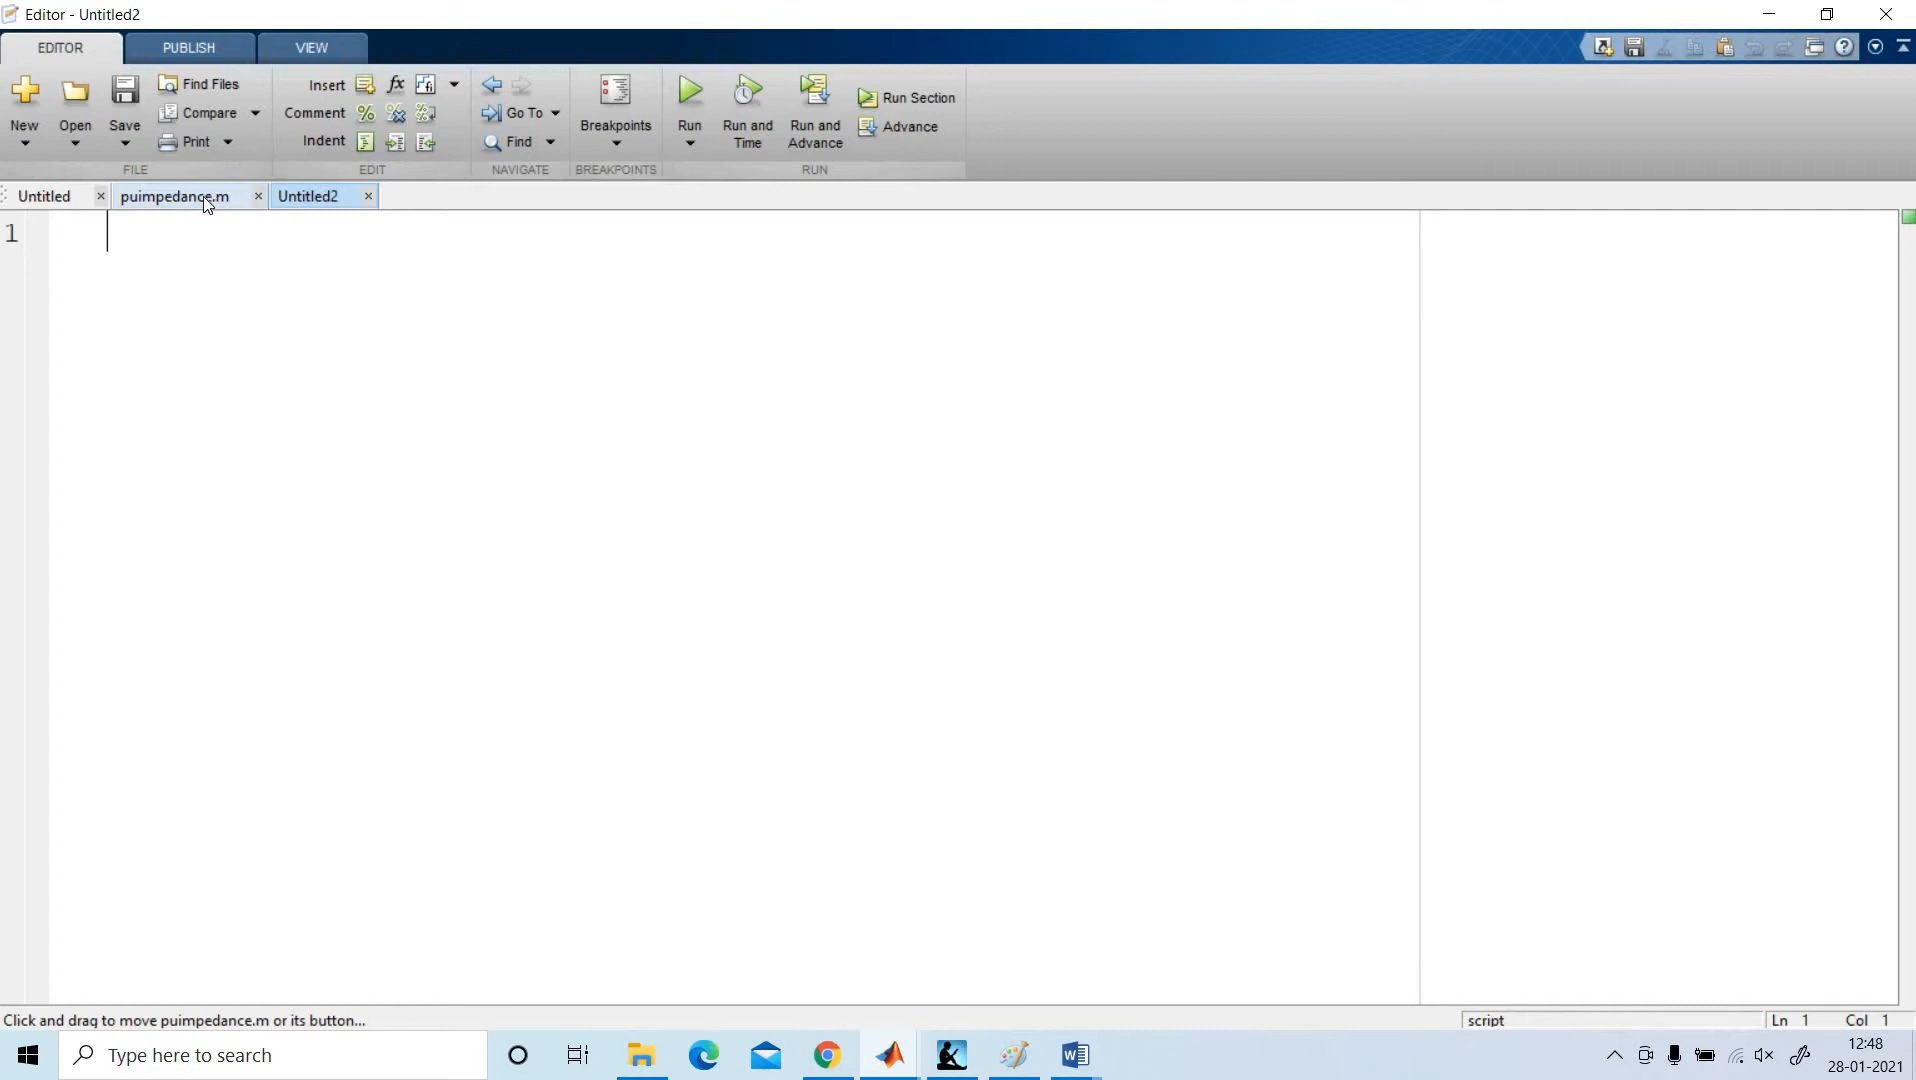 Editor - Untitled2
EDITOR PUBLISH VIEW
New
Open
Save
Find Files
Compare
Print
FILE
Insert fx
Comment
Indent
EDIT
Go To
Find
NAVIGATE
Breakpoints
BREAKPOINTS
Run
Run and
Time
Run and
Advance
Run Section
Advance
RUN
Untitled × puimpedance.m × Untitled2 ×
1
Click and drag to move puimpedance.m or its button...
script
Ln 1 Col 1
Type here to search
12:48
28-01-2021